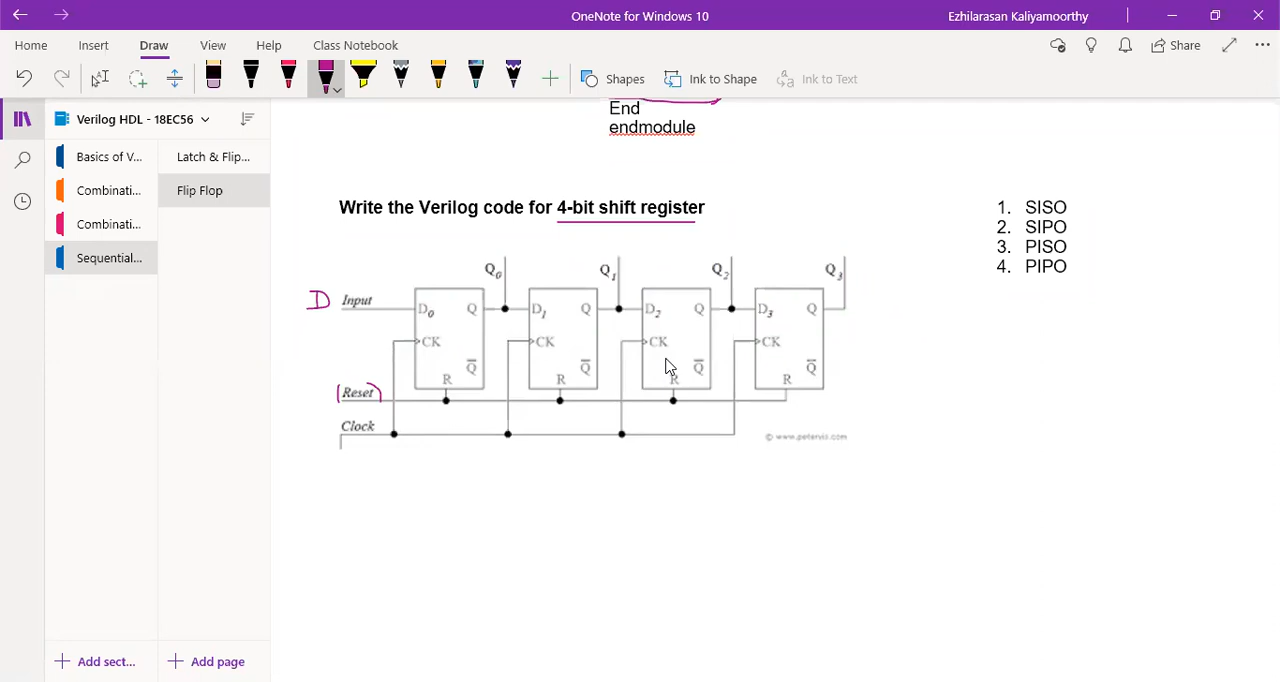 OneNote for Windows 10
Ezhilarasan Kaliyamoorthy
Home Insert Draw View Help Class Notebook
Share
Shapes Ink to Shape Ink to Text
Verilog HDL - 18EC56
Basics of V...
Combinati...
Combinati...
Sequential...
Latch & Flip...
Flip Flop
End
endmodule
Write the Verilog code for 4-bit shift register
1. SISO
2. SIPO
3. PISO
4. PIPO
Q0 Q1 Q2 Q3
D Input
D0 Q D1 Q D2 Q D3 Q
CK CK CK CK
Q̅ Q̅ Q̅ Q̅
R R R R
(Reset)
Clock
© www.petervis.com
Add sect... Add page